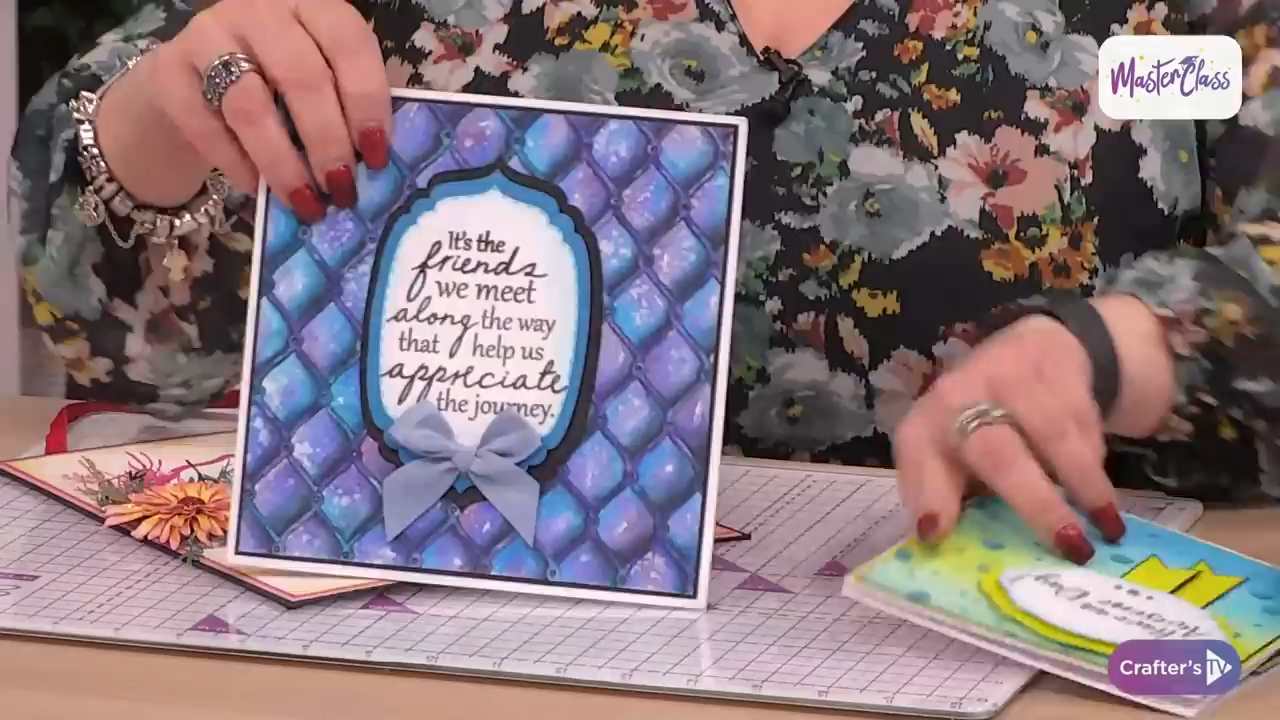 MasterClass
It's the
friends
we meet
along the way
that help us
appreciate
the journey.
Crafter's TV